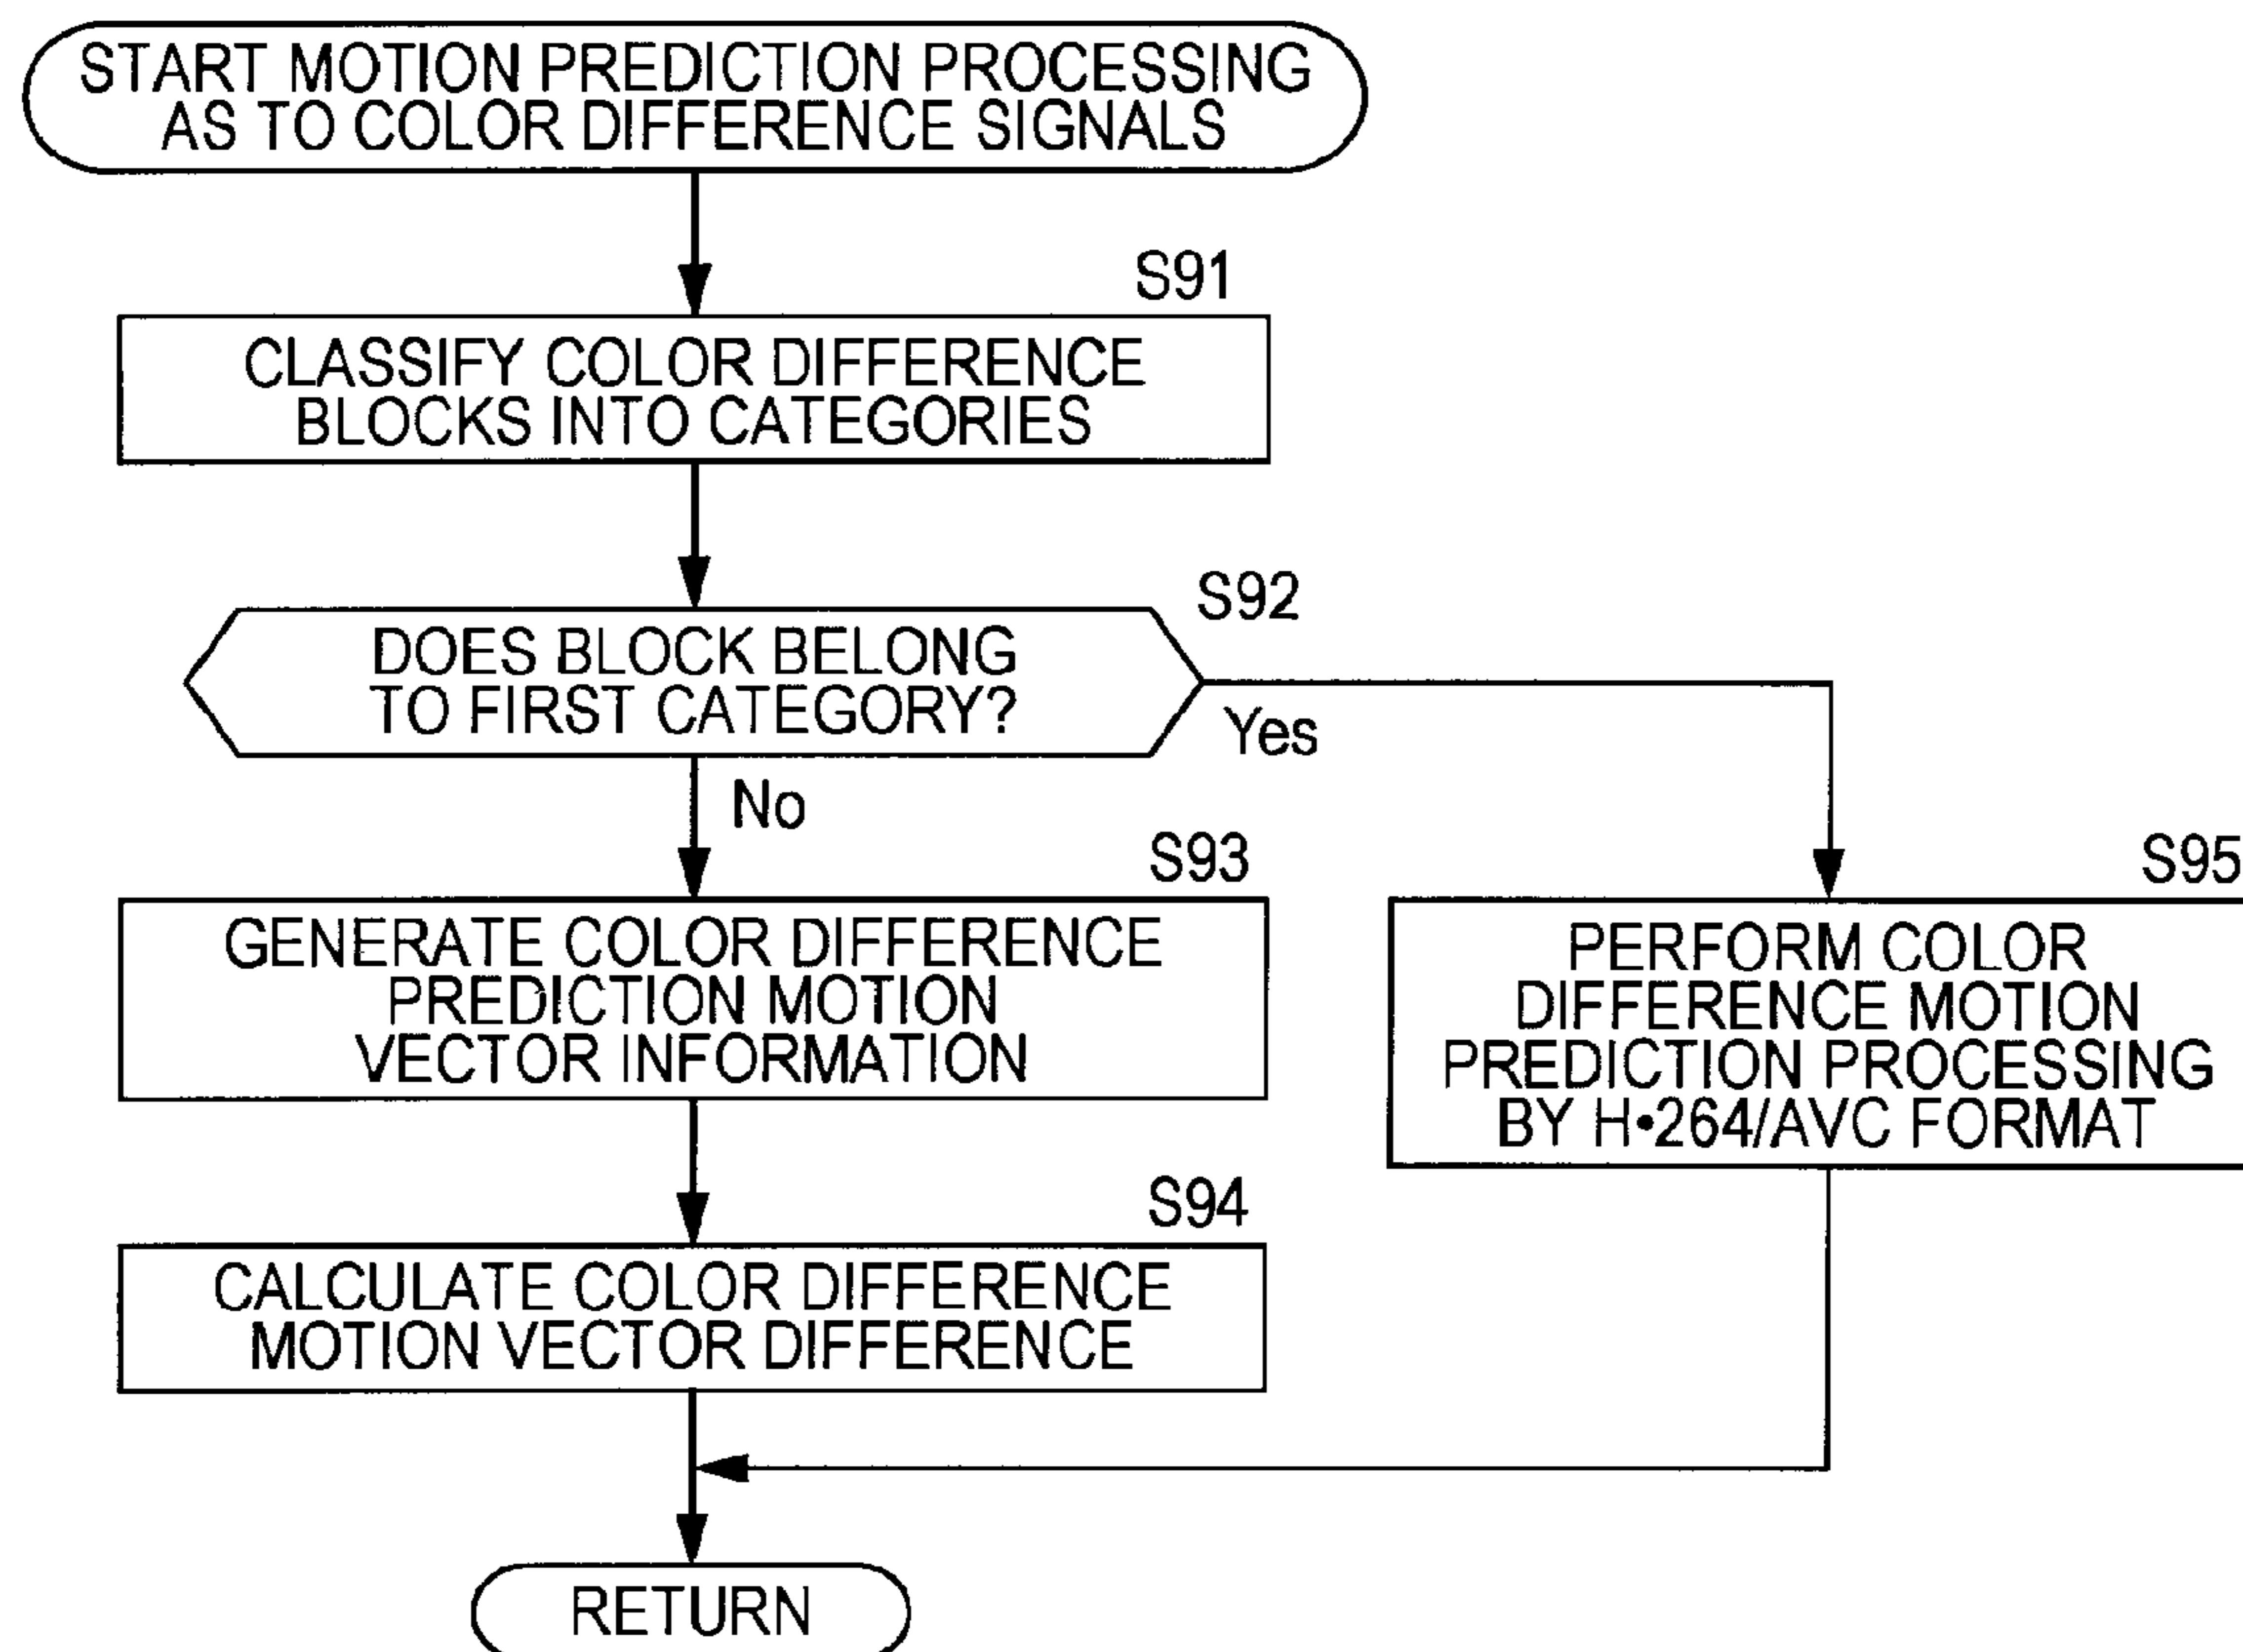 START MOTION PREDICTION PROCESSING
AS TO COLOR DIFFERENCE SIGNALS
S91
CLASSIFY COLOR DIFFERENCE
BLOCKS INTO CATEGORIES
S92
DOES BLOCK BELONG
TO FIRST CATEGORY?
Yes
No
S93
GENERATE COLOR DIFFERENCE
PREDICTION MOTION
VECTOR INFORMATION
S95
PERFORM COLOR
DIFFERENCE MOTION
PREDICTION PROCESSING
BY H•264/AVC FORMAT
S94
CALCULATE COLOR DIFFERENCE
MOTION VECTOR DIFFERENCE
RETURN